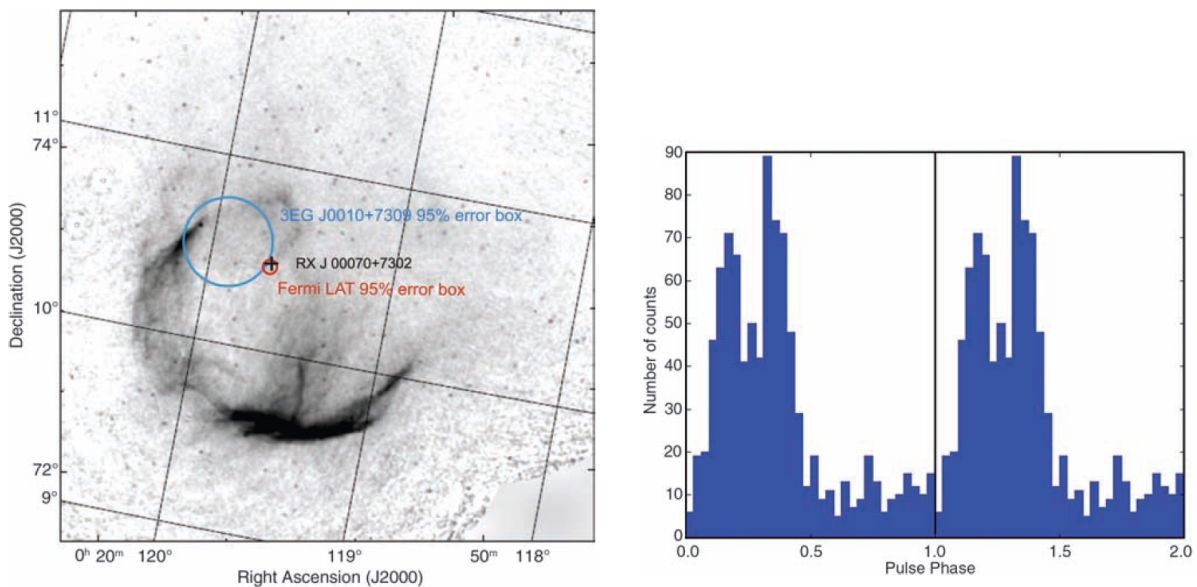 11°
74°
3EG J0010+7309 95% error box
RX J 00070+7302
Fermi LAT 95% error box
10°
72°
9°
Declination (J2000)
0ʰ 20ᵐ 120° 119° 50ᵐ 118°
Right Ascension (J2000)
90
80
70
60
50
40
30
20
10
0
Number of counts
0.0 0.5 1.0 1.5 2.0
Pulse Phase